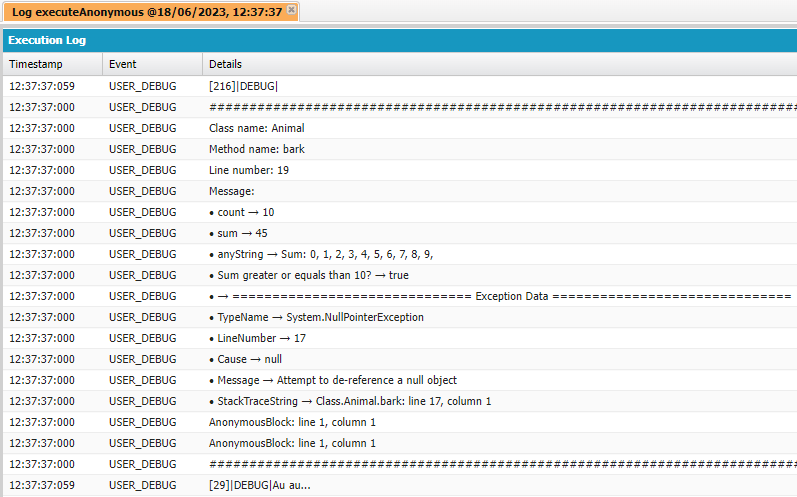 Log executeAnonymous @18/06/2023, 12:37:37
Execution Log
Timestamp Event Details
12:37:37:059 USER_DEBUG [216]|DEBUG|
12:37:37:000 USER_DEBUG ##############################################################################
12:37:37:000 USER_DEBUG Class name: Animal
12:37:37:000 USER_DEBUG Method name: bark
12:37:37:000 USER_DEBUG Line number: 19
12:37:37:000 USER_DEBUG Message:
12:37:37:000 USER_DEBUG • count → 10
12:37:37:000 USER_DEBUG • sum → 45
12:37:37:000 USER_DEBUG • anyString → Sum: 0, 1, 2, 3, 4, 5, 6, 7, 8, 9,
12:37:37:000 USER_DEBUG • Sum greater or equals than 10? → true
12:37:37:000 USER_DEBUG • → ============================== Exception Data ==============================
12:37:37:000 USER_DEBUG • TypeName → System.NullPointerException
12:37:37:000 USER_DEBUG • LineNumber → 17
12:37:37:000 USER_DEBUG • Cause → null
12:37:37:000 USER_DEBUG • Message → Attempt to de-reference a null object
12:37:37:000 USER_DEBUG • StackTraceString → Class.Animal.bark: line 17, column 1
12:37:37:000 USER_DEBUG AnonymousBlock: line 1, column 1
12:37:37:000 USER_DEBUG AnonymousBlock: line 1, column 1
12:37:37:000 USER_DEBUG ##############################################################################
12:37:37:059 USER_DEBUG [29]|DEBUG|Au au...